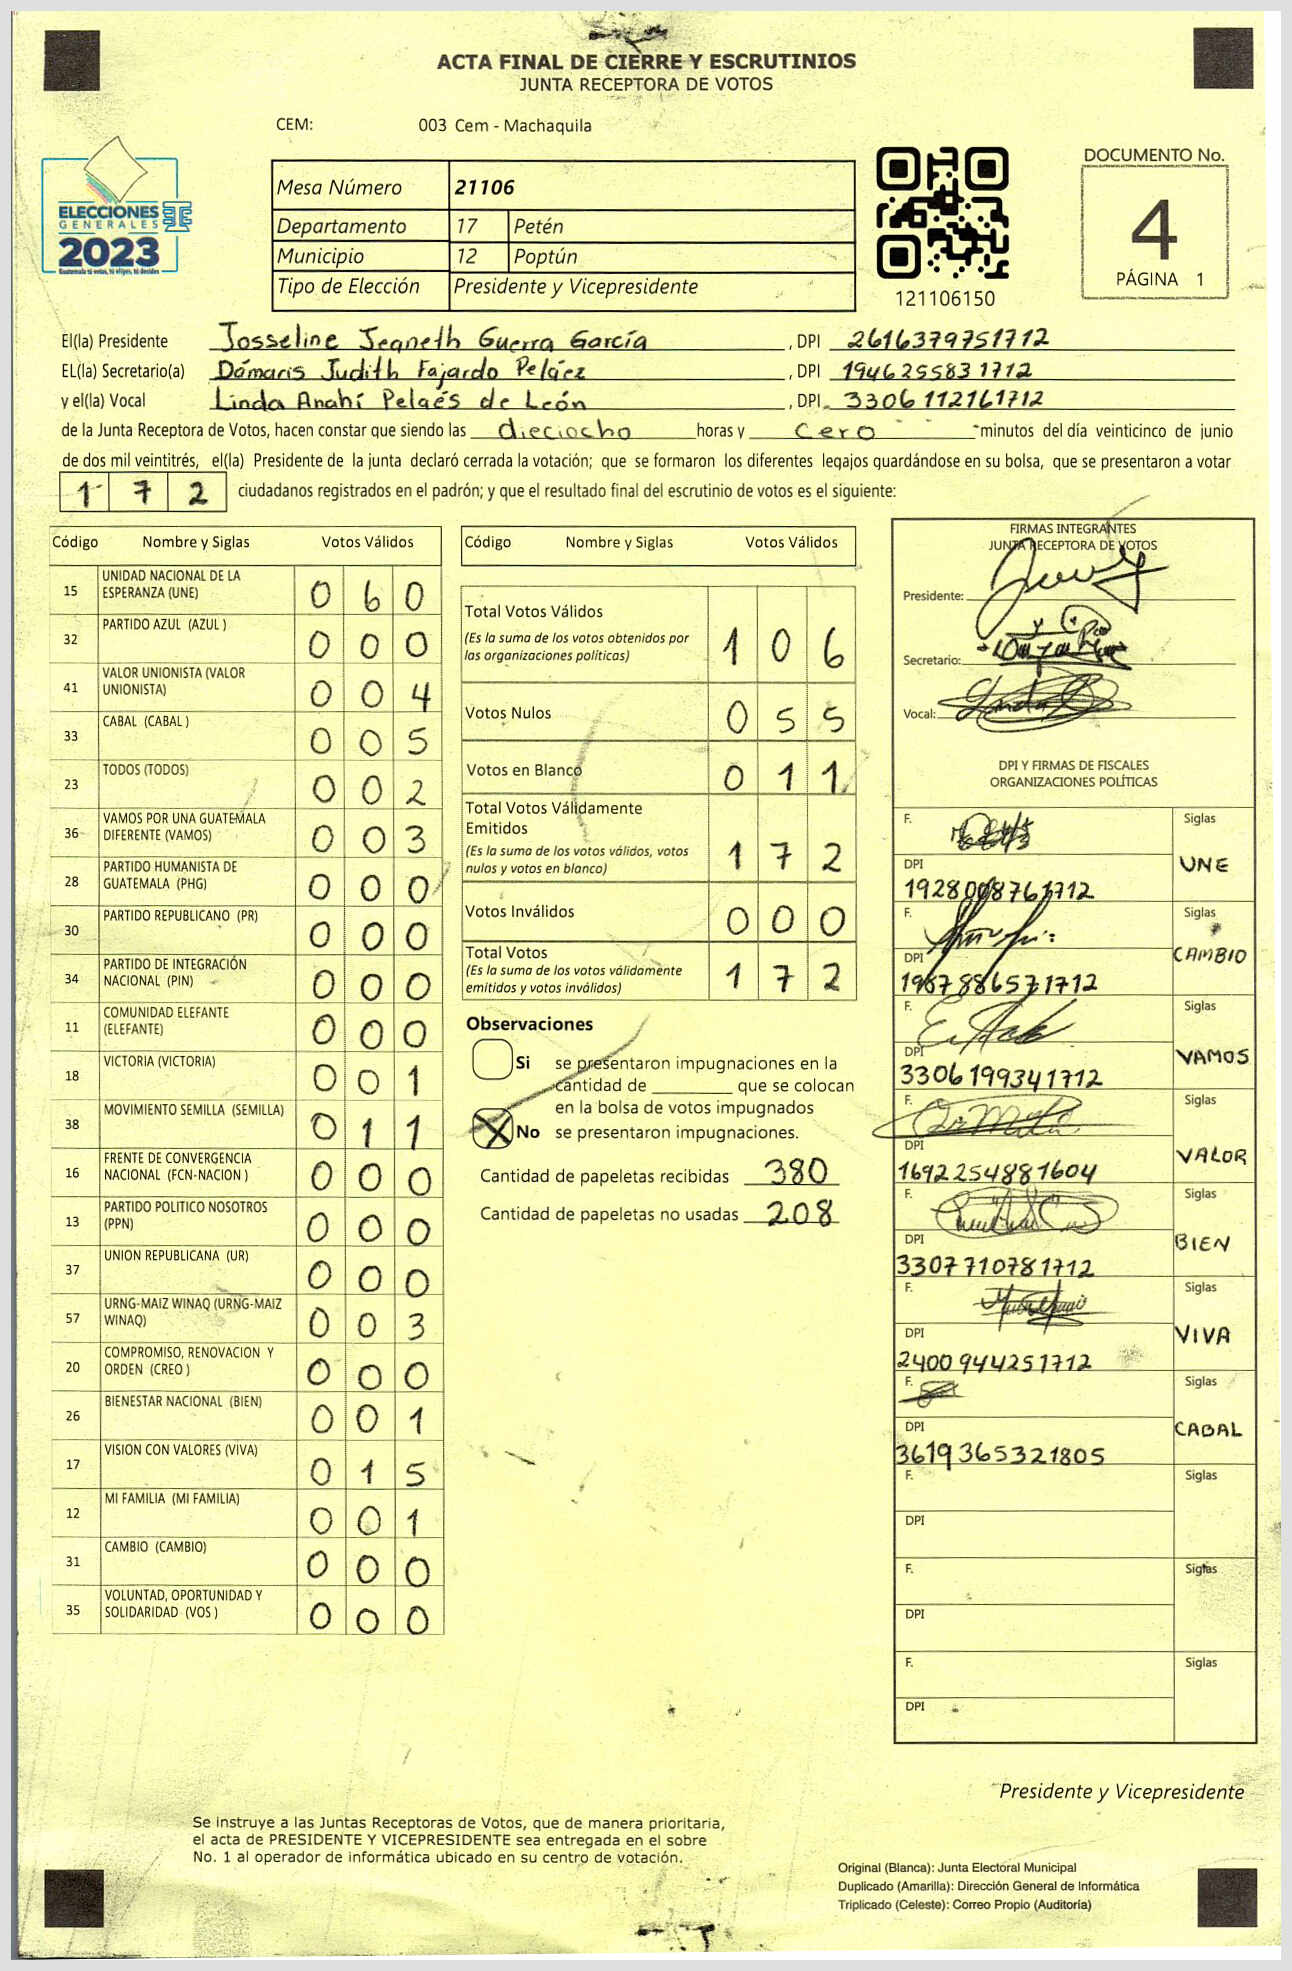 ACTA FINAL DE CIERRE Y ESCRUTINIOS
JUNTA RECEPTORA DE VOTOS
CEM: 003 Cem - Machaquila
ELECCIONES
GENERALES
2023
Guatemala tú votas, tú eliges, tú decides
Mesa Número 21106
Departamento 17 Petén
Municipio 12 Poptún
Tipo de Elección Presidente y Vicepresidente
121106150
DOCUMENTO No.
4
PÁGINA 1
El(la) Presidente Josseline Jeaneth Guerra García , DPI 2616379751712
EL(la) Secretario(a) Dámaris Judith Fajardo Peláez , DPI 1946255831712
y el(la) Vocal Linda Anahí Pelaés de León , DPI 3306112161712
de la Junta Receptora de Votos, hacen constar que siendo las dieciocho horas y cero minutos del día veinticinco de junio
de dos mil veintitrés, el(la) Presidente de la junta declaró cerrada la votación; que se formaron los diferentes legajos guardándose en su bolsa, que se presentaron a votar
1 7 2 ciudadanos registrados en el padrón; y que el resultado final del escrutinio de votos es el siguiente:
Código Nombre y Siglas Votos Válidos
15 UNIDAD NACIONAL DE LA ESPERANZA (UNE) 0 6 0
32 PARTIDO AZUL (AZUL ) 0 0 0
41 VALOR UNIONISTA (VALOR UNIONISTA) 0 0 4
33 CABAL (CABAL ) 0 0 5
23 TODOS (TODOS) 0 0 2
36 VAMOS POR UNA GUATEMALA DIFERENTE (VAMOS) 0 0 3
28 PARTIDO HUMANISTA DE GUATEMALA (PHG) 0 0 0
30 PARTIDO REPUBLICANO (PR) 0 0 0
34 PARTIDO DE INTEGRACIÓN NACIONAL (PIN) 0 0 0
11 COMUNIDAD ELEFANTE (ELEFANTE) 0 0 0
18 VICTORIA (VICTORIA) 0 0 1
38 MOVIMIENTO SEMILLA (SEMILLA) 0 1 1
16 FRENTE DE CONVERGENCIA NACIONAL (FCN-NACION ) 0 0 0
13 PARTIDO POLITICO NOSOTROS (PPN) 0 0 0
37 UNION REPUBLICANA (UR) 0 0 0
57 URNG-MAIZ WINAQ (URNG-MAIZ WINAQ) 0 0 3
20 COMPROMISO, RENOVACION Y ORDEN (CREO ) 0 0 0
26 BIENESTAR NACIONAL (BIEN) 0 0 1
17 VISION CON VALORES (VIVA) 0 1 5
12 MI FAMILIA (MI FAMILIA) 0 0 1
31 CAMBIO (CAMBIO) 0 0 0
35 VOLUNTAD, OPORTUNIDAD Y SOLIDARIDAD (VOS ) 0 0 0
Código Nombre y Siglas Votos Válidos
Total Votos Válidos
(Es la suma de los votos obtenidos por
las organizaciones politicas) 1 0 6
Votos Nulos 0 5 5
Votos en Blanco 0 1 1
Total Votos Válidamente
Emitidos
(Es la suma de los votos válidos, votos
nulos y votos en blanco) 1 7 2
Votos Inválidos 0 0 0
Total Votos
(Es la suma de los votos válidamente
emitidos y votos inválidos) 1 7 2
Observaciones
Si se presentaron impugnaciones en la
cantidad de ________ que se colocan
en la bolsa de votos impugnados
X No se presentaron impugnaciones.
Cantidad de papeletas recibidas 380
Cantidad de papeletas no usadas 208
FIRMAS INTEGRANTES
JUNTA RECEPTORA DE VOTOS
Presidente:
Secretario:
Vocal:
DPI Y FIRMAS DE FISCALES
ORGANIZACIONES POLÍTICAS
F. Siglas
DPI UNE
1928008761712
F. Siglas
DPI CAMBIO
1967886571712
F. Siglas
DPI VAMOS
3306199341712
F. Siglas
DPI VALOR
1692254881604
F. Siglas
DPI BIEN
3307710781712
F. Siglas
DPI VIVA
2400944251712
F. Siglas
DPI CABAL
3619365321805
F. Siglas
DPI
F. Siglas
DPI
F. Siglas
DPI
Presidente y Vicepresidente
Se instruye a las Juntas Receptoras de Votos, que de manera prioritaria,
el acta de PRESIDENTE Y VICEPRESIDENTE sea entregada en el sobre
No. 1 al operador de informática ubicado en su centro de votación.
Original (Blanca): Junta Electoral Municipal
Duplicado (Amarilla): Dirección General de Informática
Triplicado (Celeste): Correo Propio (Auditoría)